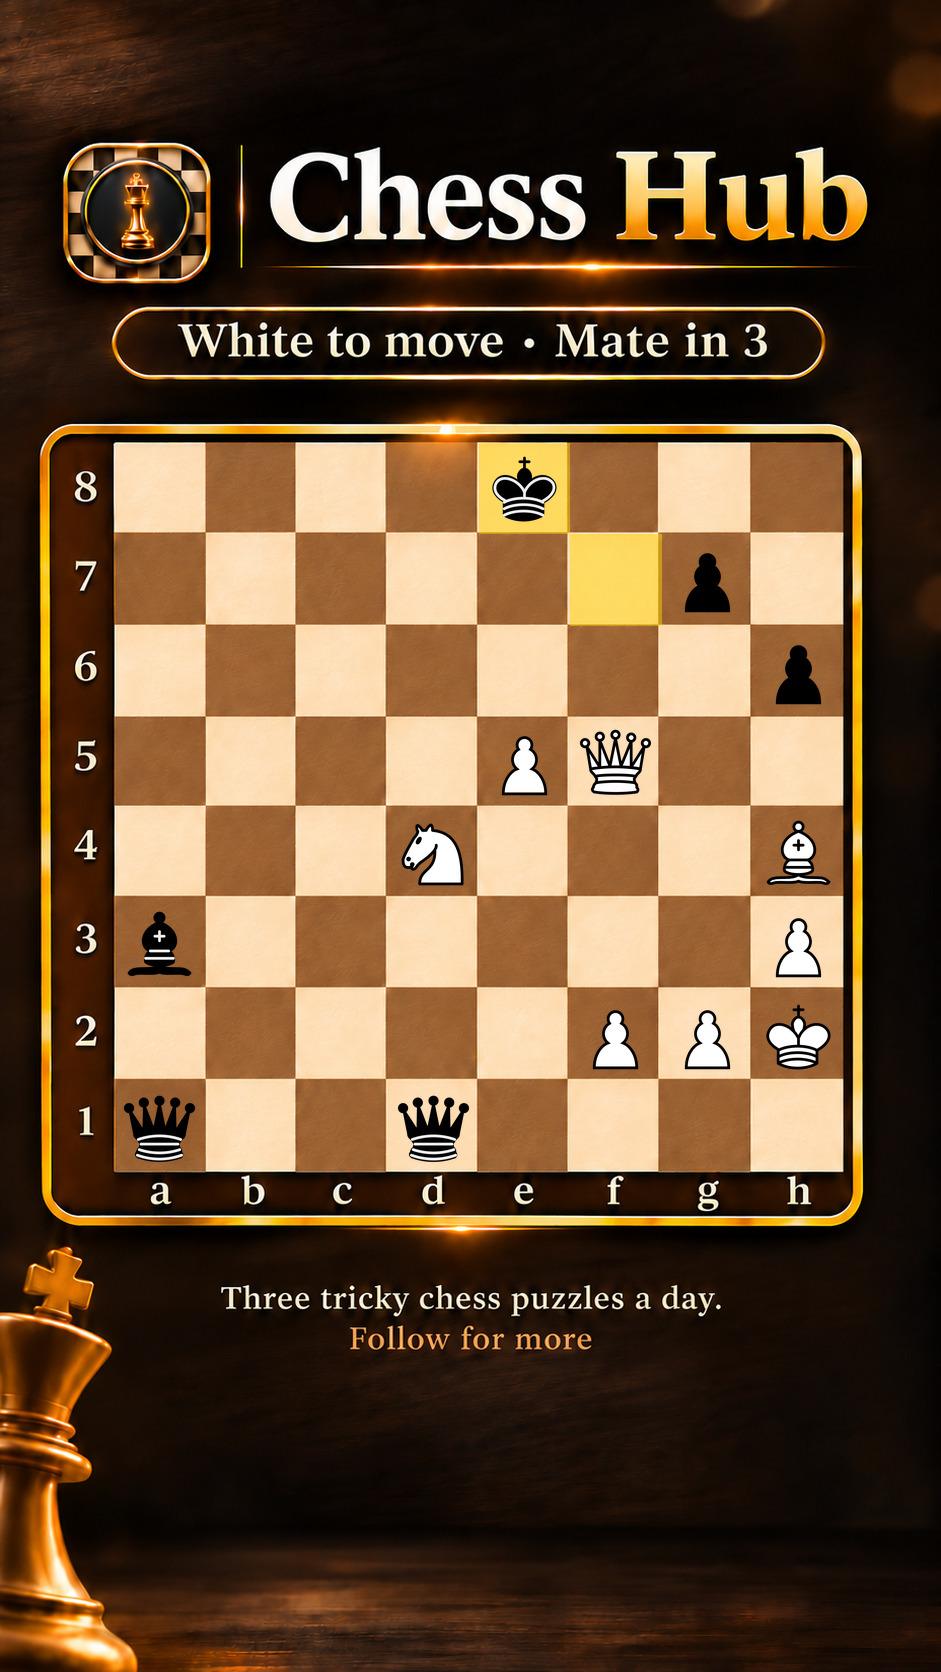 Chess Hub
White to move • Mate in 3
8
7
6
5
4
3
2
1
a b c d e f g h
Three tricky chess puzzles a day.
Follow for more